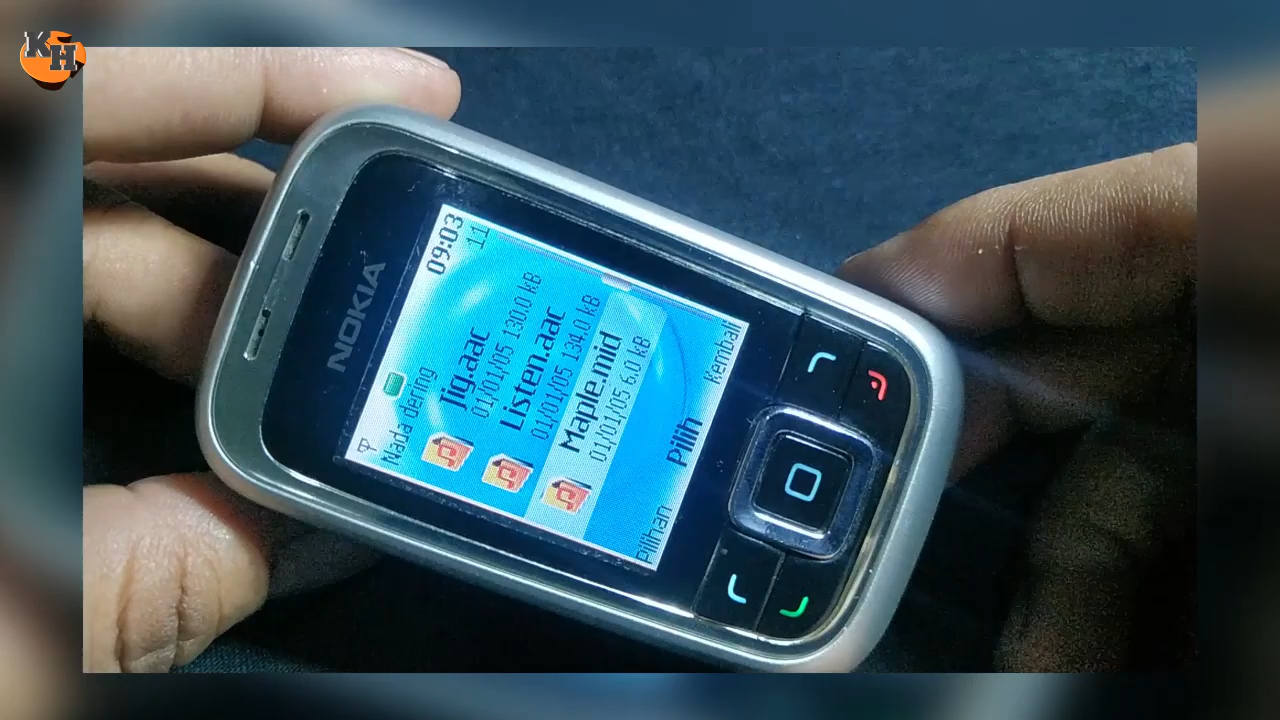 KH
NOKIA
09:03
Nada dering 11
Jig.aac
01/01/05 130.0 kB
Listen.aac
01/01/05 134.0 kB
Maple.mid
01/01/05 6.0 kB
pilihan Pilih kembali